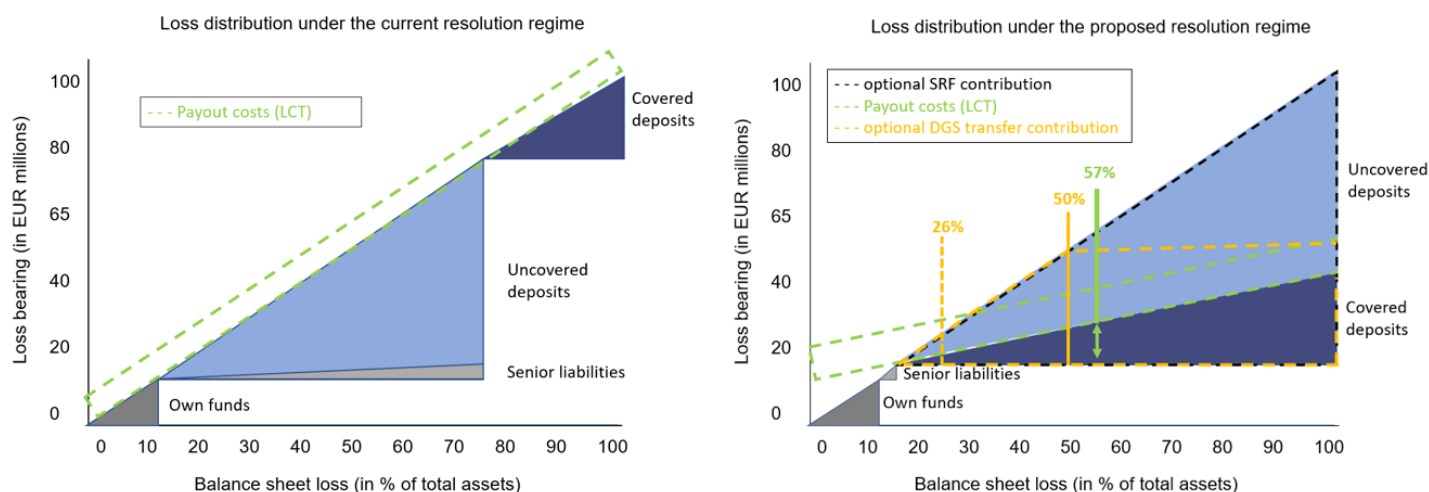 Loss distribution under the current resolution regime
Loss bearing (in EUR millions)
100
80
65
40
20
0
Payout costs (LCT)
Covered
deposits
Uncovered
deposits
Senior liabilities
Own funds
0 10 20 30 40 50 60 70 80 90 100
Balance sheet loss (in % of total assets)
Loss distribution under the proposed resolution regime
Loss bearing (in EUR millions)
100
80
65
40
20
0
optional SRF contribution
Payout costs (LCT)
optional DGS transfer contribution
57%
50%
26%
Uncovered
deposits
Covered
deposits
Senior liabilities
Own funds
0 10 20 30 40 50 60 70 80 90 100
Balance sheet loss (in % of total assets)